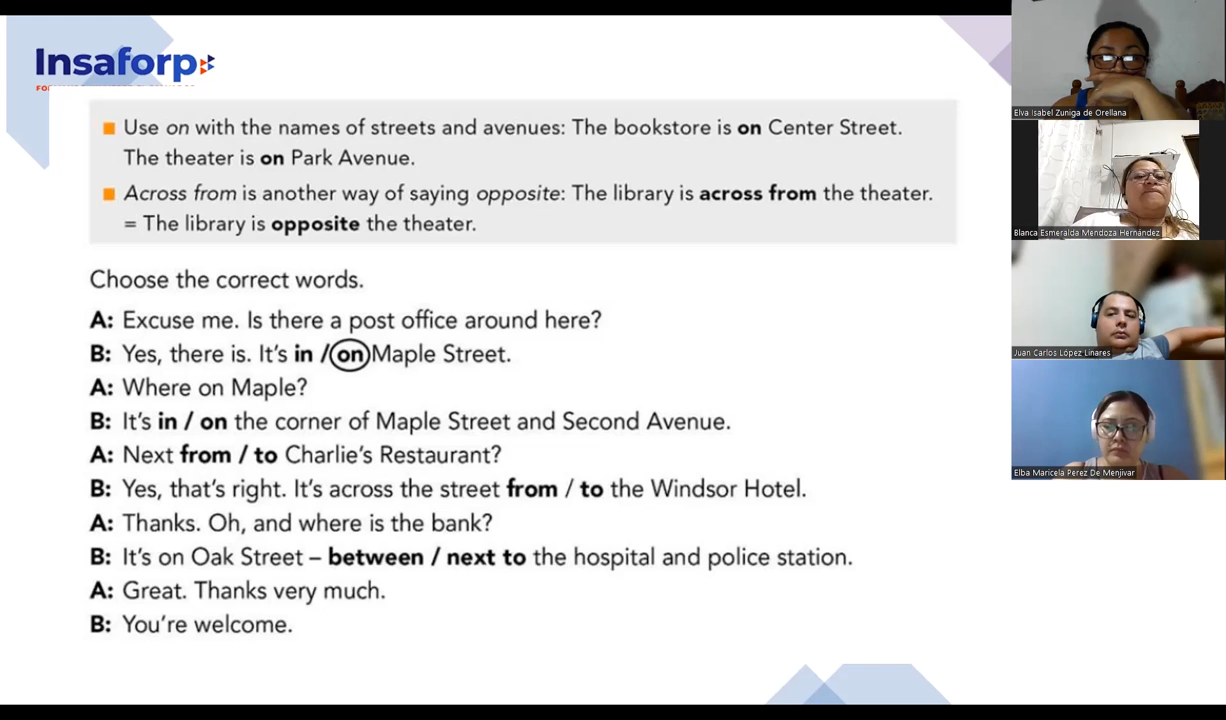 Insaforp
Use on with the names of streets and avenues: The bookstore is on Center Street.
The theater is on Park Avenue.
Across from is another way of saying opposite: The library is across from the theater.
= The library is opposite the theater.
Choose the correct words.
A: Excuse me. Is there a post office around here?
B: Yes, there is. It's in / on Maple Street.
A: Where on Maple?
B: It's in / on the corner of Maple Street and Second Avenue.
A: Next from / to Charlie's Restaurant?
B: Yes, that's right. It's across the street from / to the Windsor Hotel.
A: Thanks. Oh, and where is the bank?
B: It's on Oak Street – between / next to the hospital and police station.
A: Great. Thanks very much.
B: You're welcome.
Elva Isabel Zuniga de Orellana
Blanca Esmeralda Mendoza Hernández
Juan Carlos López Linares
Elba Maricela Perez De Menjivar